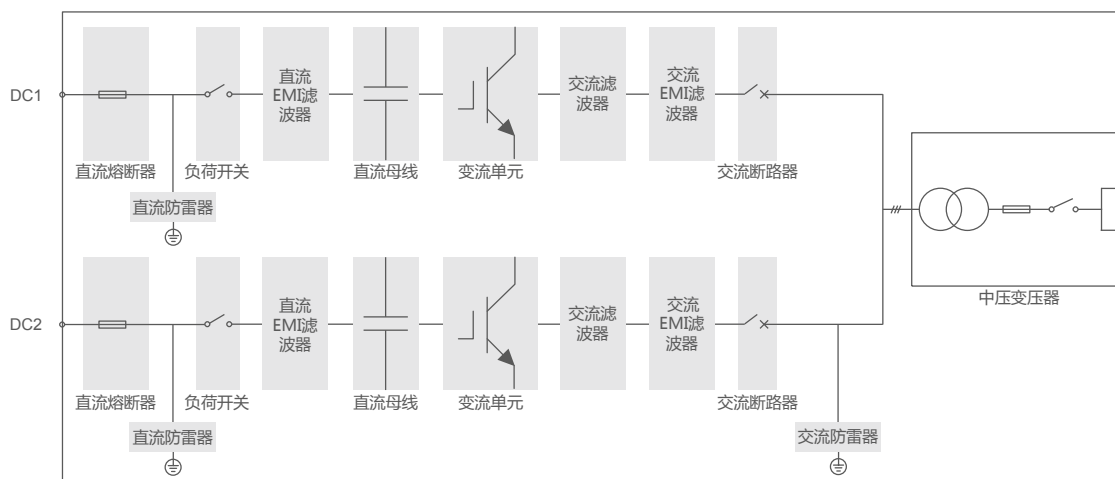 DC1
直流
EMI滤
波器
交流滤
波器
交流
EMI滤
波器
直流熔断器
负荷开关
直流母线
变流单元
交流断路器
直流防雷器
中压变压器
DC2
直流
EMI滤
波器
交流滤
波器
交流
EMI滤
波器
直流熔断器
负荷开关
直流母线
变流单元
交流断路器
直流防雷器
交流防雷器